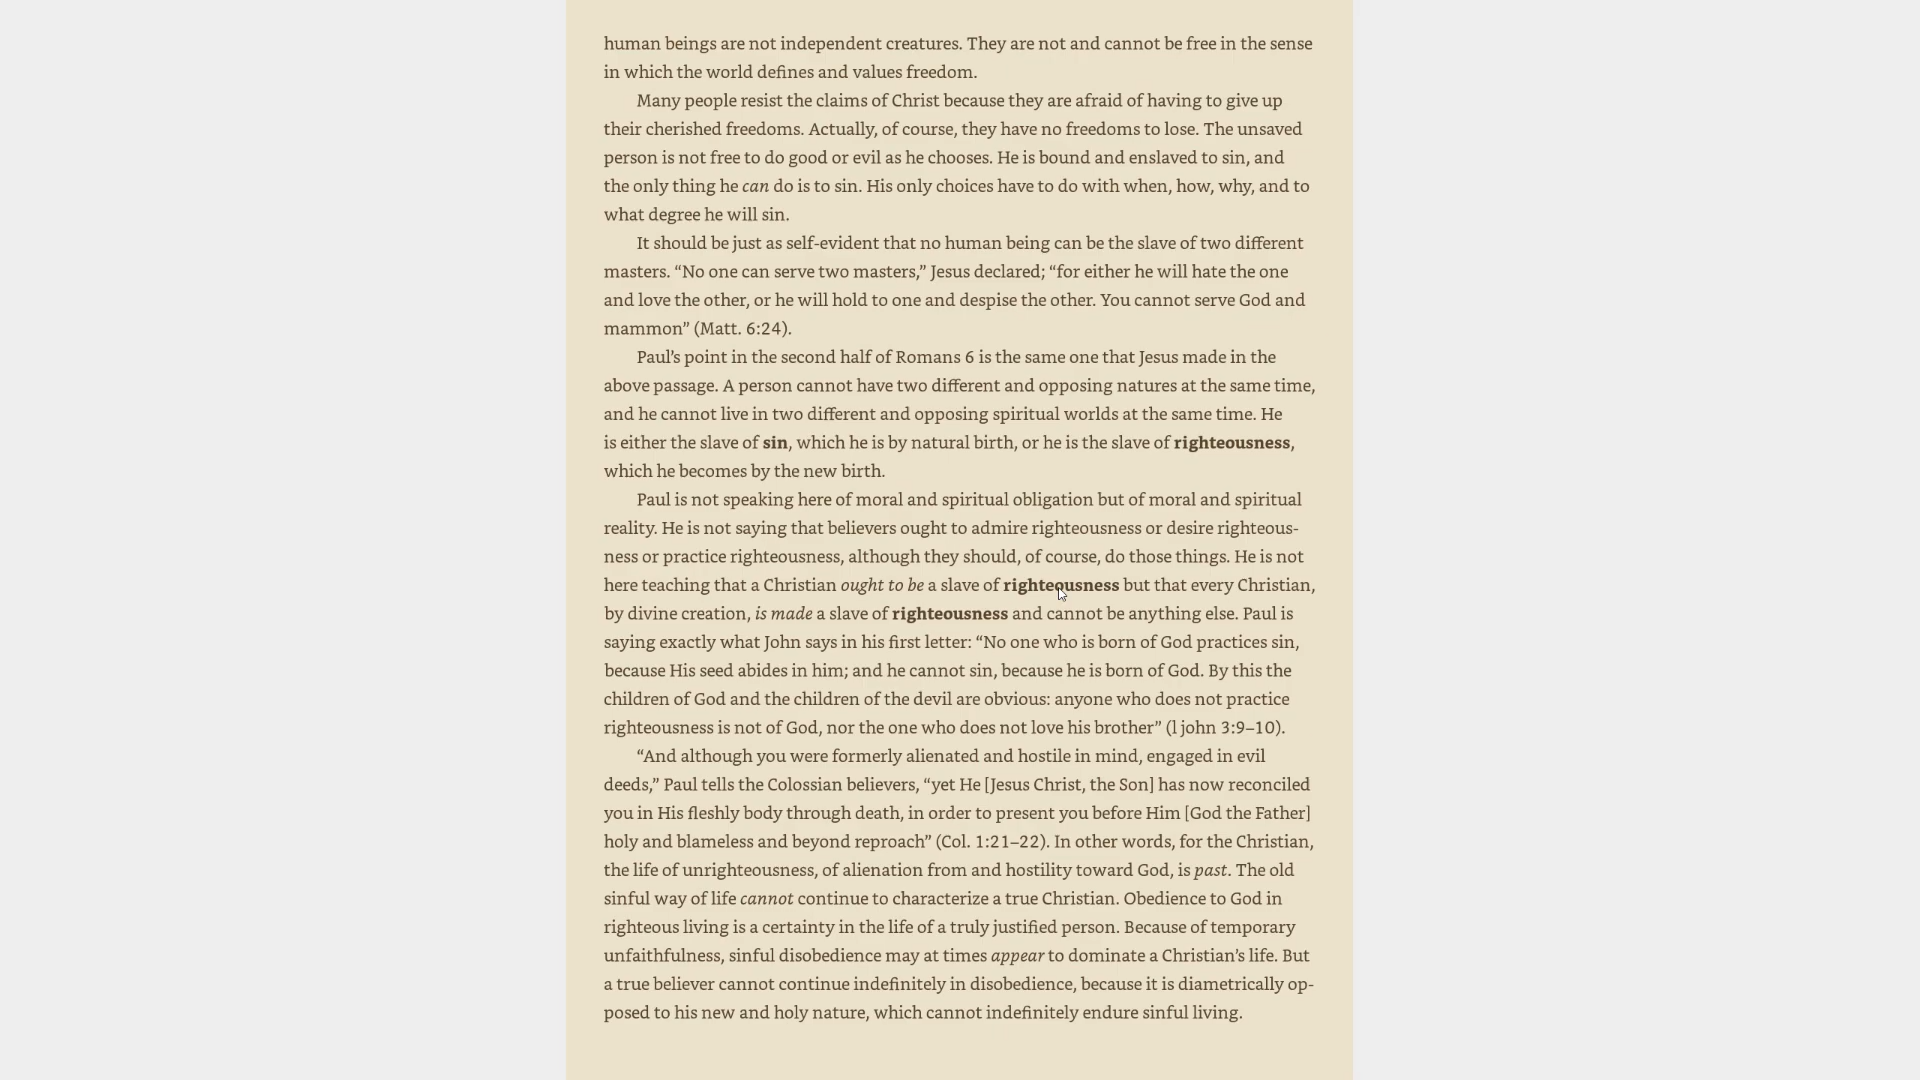 human beings are not independent creatures. They are not and cannot be free in the sense
in which the world defines and values freedom.
Many people resist the claims of Christ because they are afraid of having to give up
their cherished freedoms. Actually, of course, they have no freedoms to lose. The unsaved
person is not free to do good or evil as he chooses. He is bound and enslaved to sin, and
the only thing he can do is to sin. His only choices have to do with when, how, why, and to
what degree he will sin.
It should be just as self-evident that no human being can be the slave of two different
masters. “No one can serve two masters,” Jesus declared; “for either he will hate the one
and love the other, or he will hold to one and despise the other. You cannot serve God and
mammon” (Matt. 6:24).
Paul’s point in the second half of Romans 6 is the same one that Jesus made in the
above passage. A person cannot have two different and opposing natures at the same time,
and he cannot live in two different and opposing spiritual worlds at the same time. He
is either the slave of sin, which he is by natural birth, or he is the slave of righteousness,
which he becomes by the new birth.
Paul is not speaking here of moral and spiritual obligation but of moral and spiritual
reality. He is not saying that believers ought to admire righteousness or desire righteous-
ness or practice righteousness, although they should, of course, do those things. He is not
here teaching that a Christian ought to be a slave of righteousness but that every Christian,
by divine creation, is made a slave of righteousness and cannot be anything else. Paul is
saying exactly what John says in his first letter: “No one who is born of God practices sin,
because His seed abides in him; and he cannot sin, because he is born of God. By this the
children of God and the children of the devil are obvious: anyone who does not practice
righteousness is not of God, nor the one who does not love his brother” (l john 3:9–10).
“And although you were formerly alienated and hostile in mind, engaged in evil
deeds,” Paul tells the Colossian believers, “yet He [Jesus Christ, the Son] has now reconciled
you in His fleshly body through death, in order to present you before Him [God the Father]
holy and blameless and beyond reproach” (Col. 1:21–22). In other words, for the Christian,
the life of unrighteousness, of alienation from and hostility toward God, is past. The old
sinful way of life cannot continue to characterize a true Christian. Obedience to God in
righteous living is a certainty in the life of a truly justified person. Because of temporary
unfaithfulness, sinful disobedience may at times appear to dominate a Christian’s life. But
a true believer cannot continue indefinitely in disobedience, because it is diametrically op-
posed to his new and holy nature, which cannot indefinitely endure sinful living.